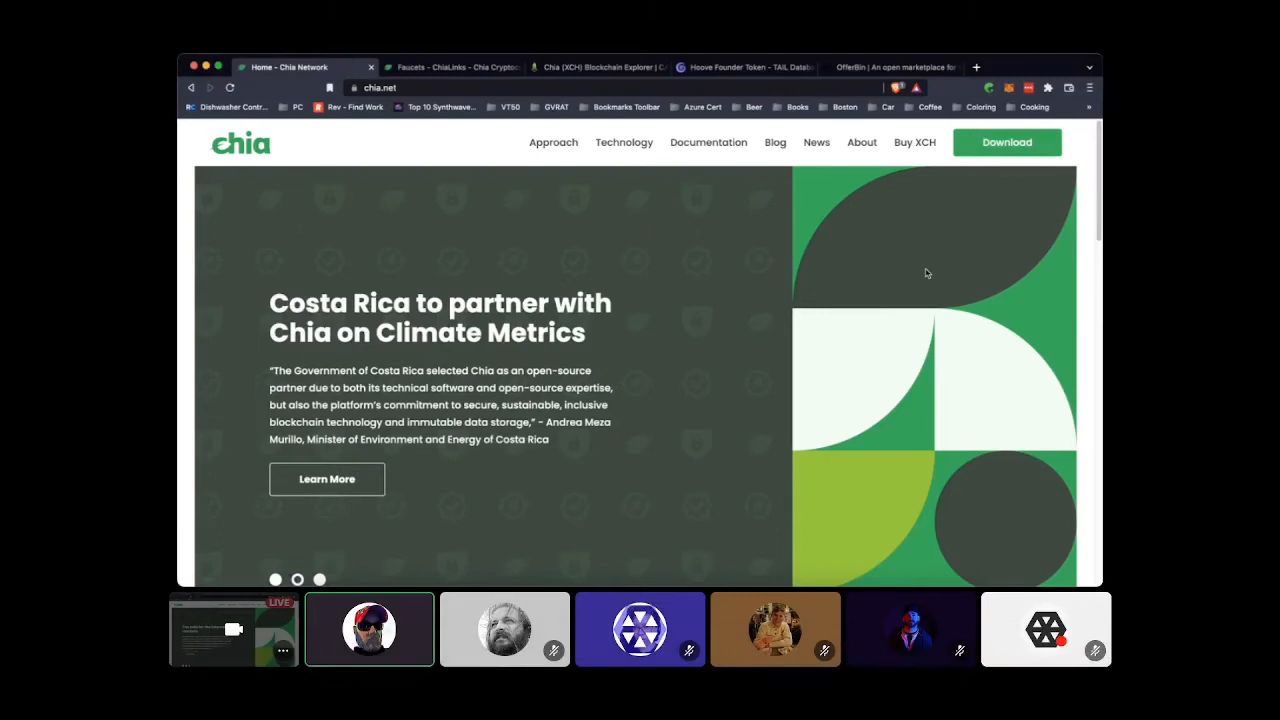 Home - Chia Network
Faucets - ChiaLinks - Chia Cryptoc
Chia (XCH) Blockchain Explorer | CA
Hoove Founder Token - TAIL Datab
OfferBin | An open marketplace for
chia.net
Dishwasher Contr...
PC
Rev - Find Work
Top 10 Synthwave...
VT50
GVRAT
Bookmarks Toolbar
Azure Cert
Beer
Books
Boston
Car
Coffee
Coloring
Cooking
»
chia
Approach
Technology
Documentation
Blog
News
About
Buy XCH
Download
Costa Rica to partner with
Chia on Climate Metrics
“The Government of Costa Rica selected Chia as an open-source
partner due to both its technical software and open-source expertise,
but also the platform’s commitment to secure, sustainable, inclusive
blockchain technology and immutable data storage,” - Andrea Meza
Murillo, Minister of Environment and Energy of Costa Rica
Learn More
LIVE